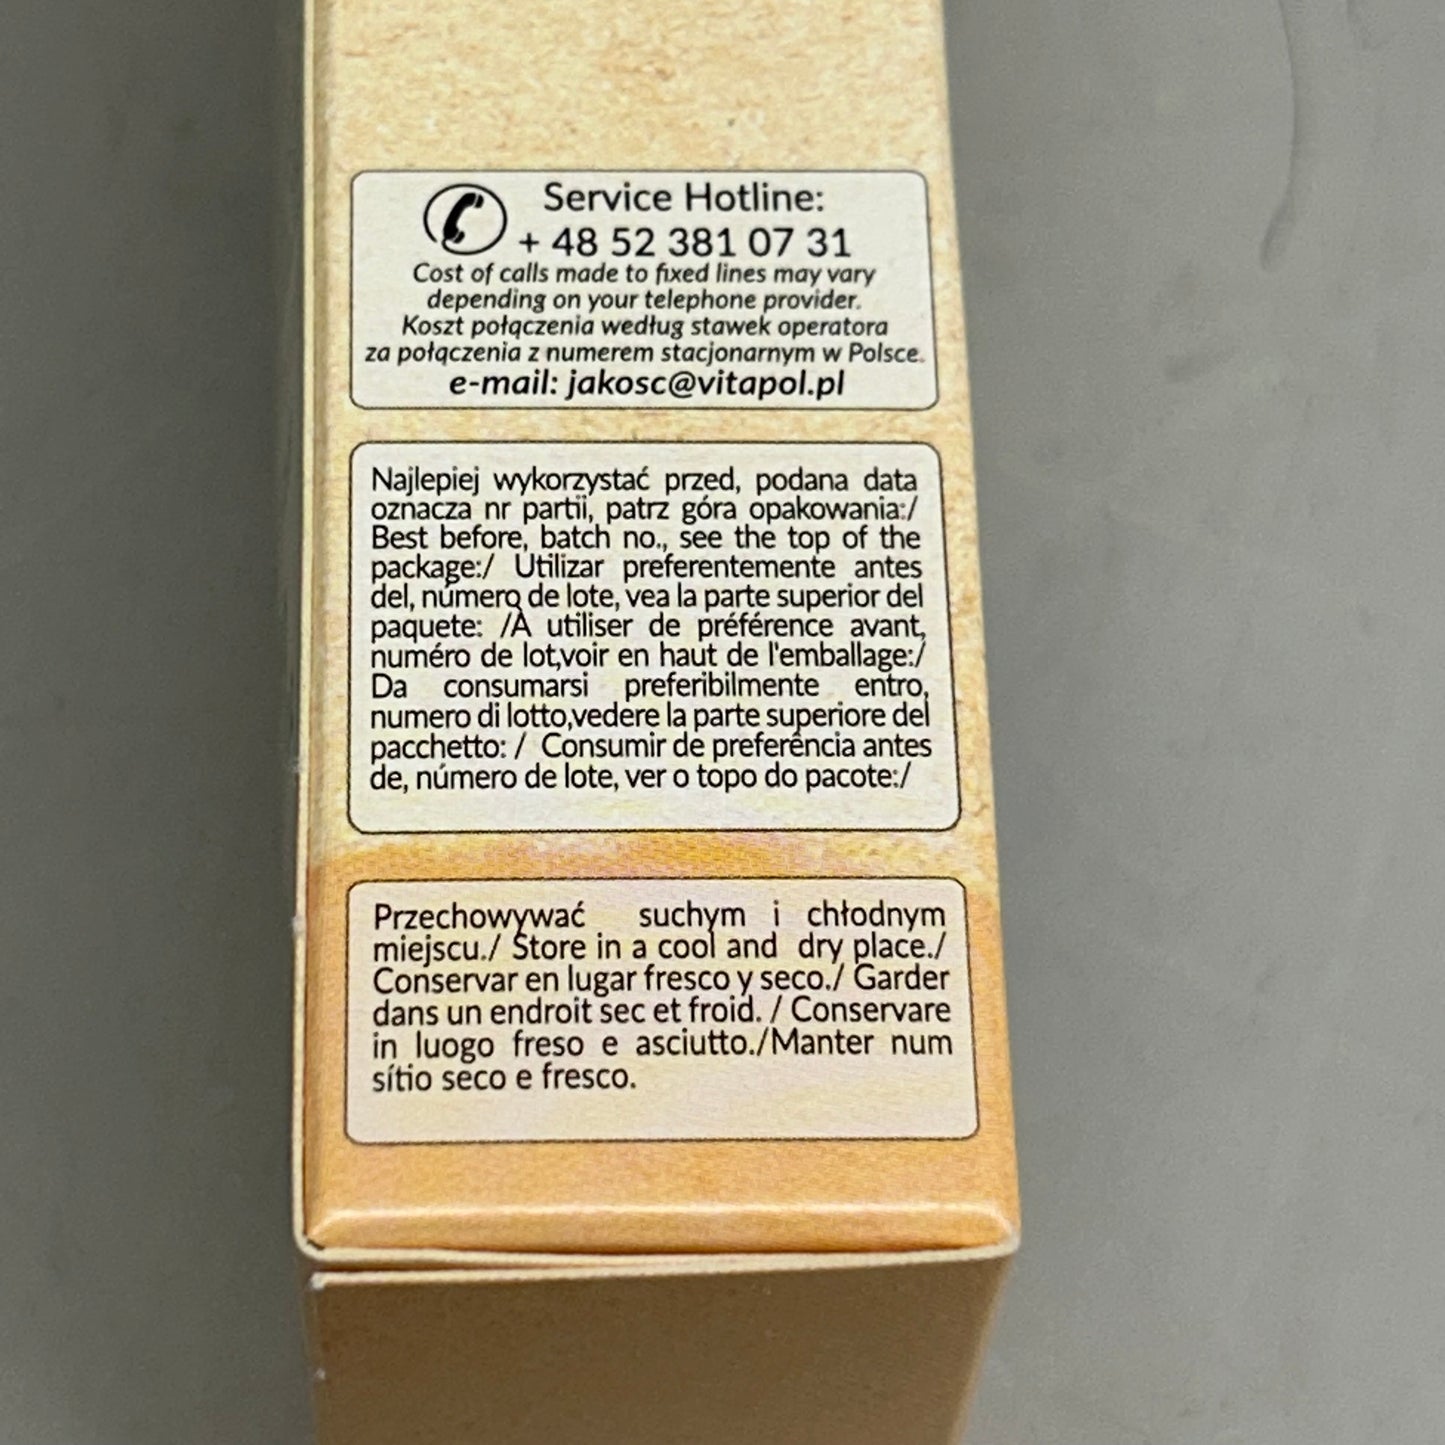 Service Hotline:
+ 48 52 381 07 31
Cost of calls made to fixed lines may vary
depending on your telephone provider.
Koszt połączenia według stawek operatora
za połączenia z numerem stacjonarnym w Polsce.
e-mail: jakosc@vitapol.pl
Najlepiej wykorzystać przed, podana data
oznacza nr partii, patrz góra opakowania:/
Best before, batch no., see the top of the
package:/ Utilizar preferentemente antes
del, número de lote, vea la parte superior del
paquete: /À utiliser de préférence avant,
numéro de lot,voir en haut de l'emballage:/
Da consumarsi preferibilmente entro,
numero di lotto,vedere la parte superiore del
pacchetto: / Consumir de preferência antes
de, número de lote, ver o topo do pacote:/
Przechowywać suchym i chłodnym
miejscu./ Store in a cool and dry place./
Conservar en lugar fresco y seco./ Garder
dans un endroit sec et froid. / Conservare
in luogo freso e asciutto./Manter num
sítio seco e fresco.